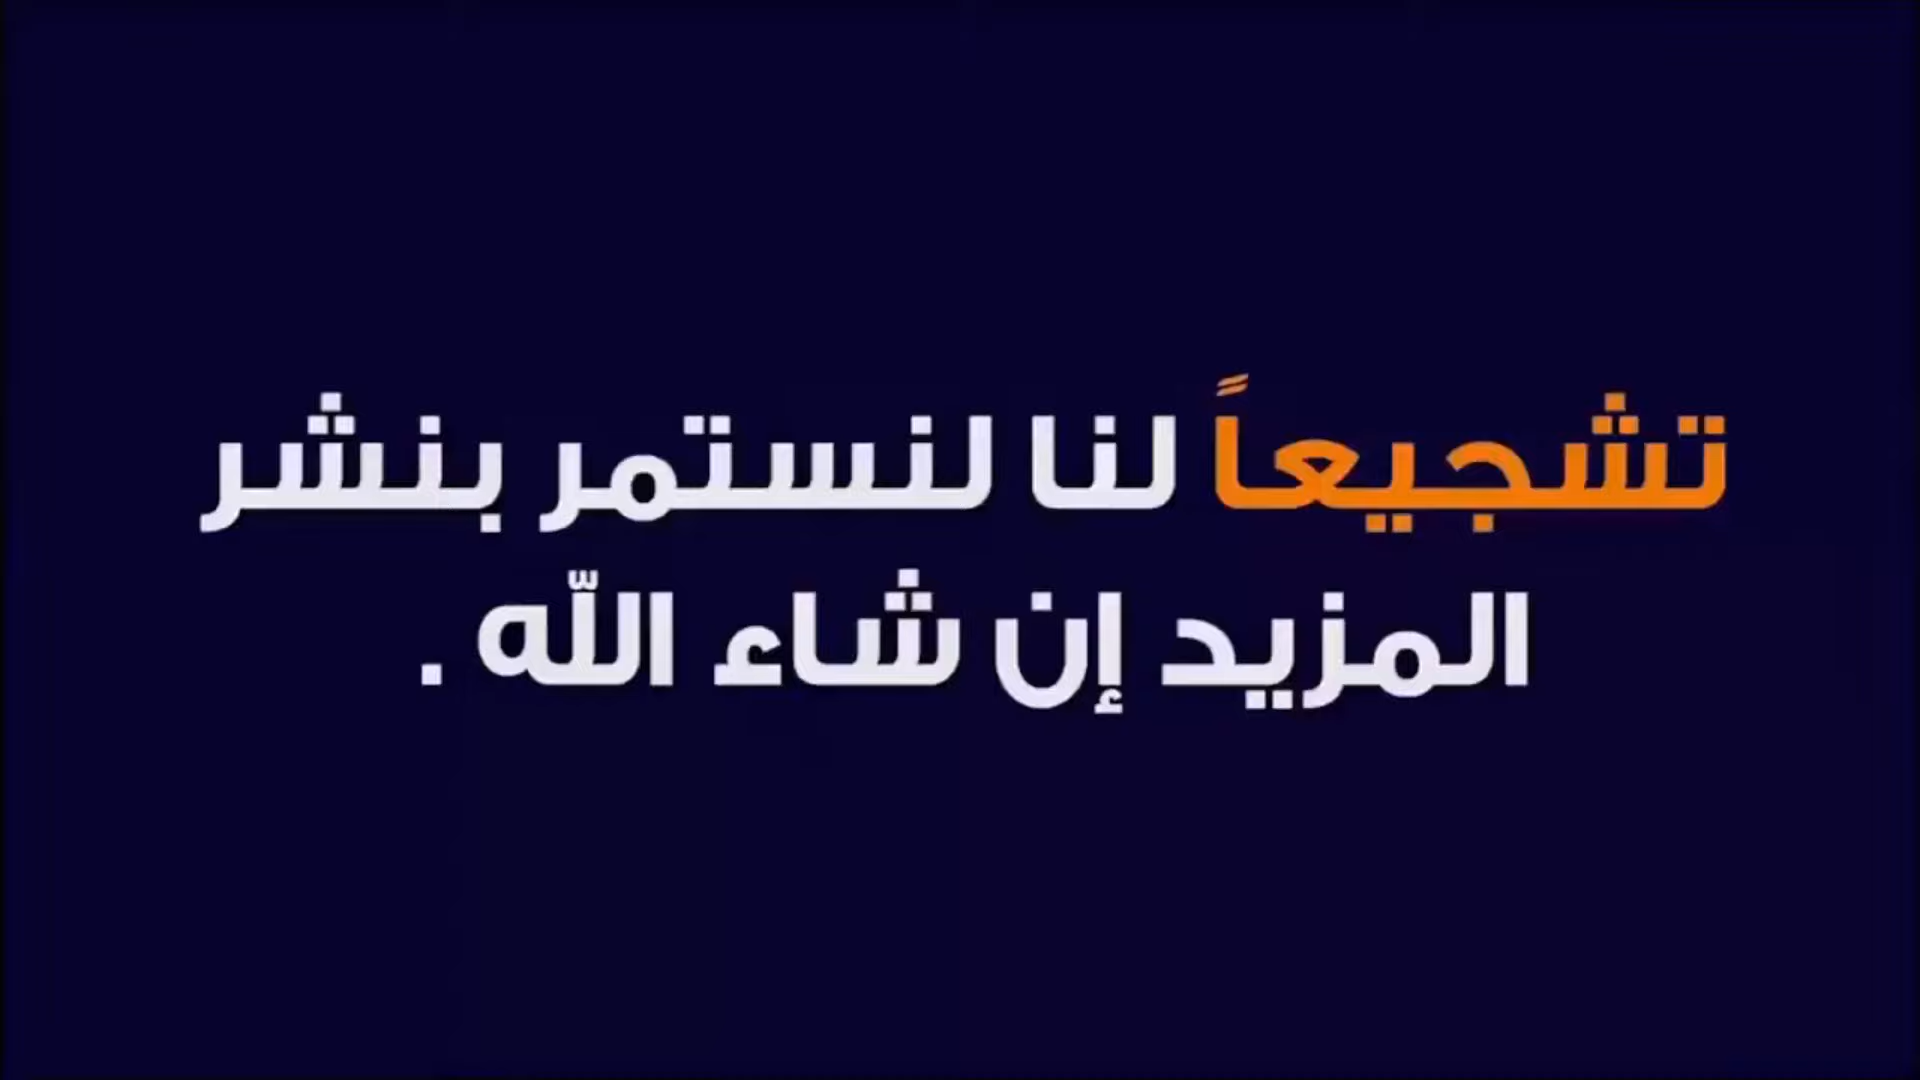 تشجيعاً لنا لنستمر بنشر
المزيد إن شاء اللّه .